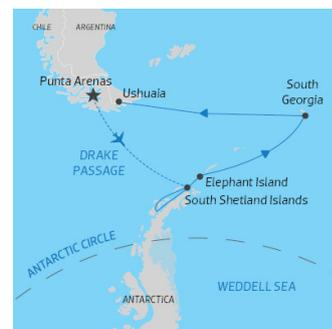 CHILE
ARGENTINA
Punta Arenas
Ushuaia
South
Georgia
DRAKE
PASSAGE
Elephant Island
South Shetland Islands
ANTARCTIC CIRCLE
WEDDELL SEA
ANTARCTICA